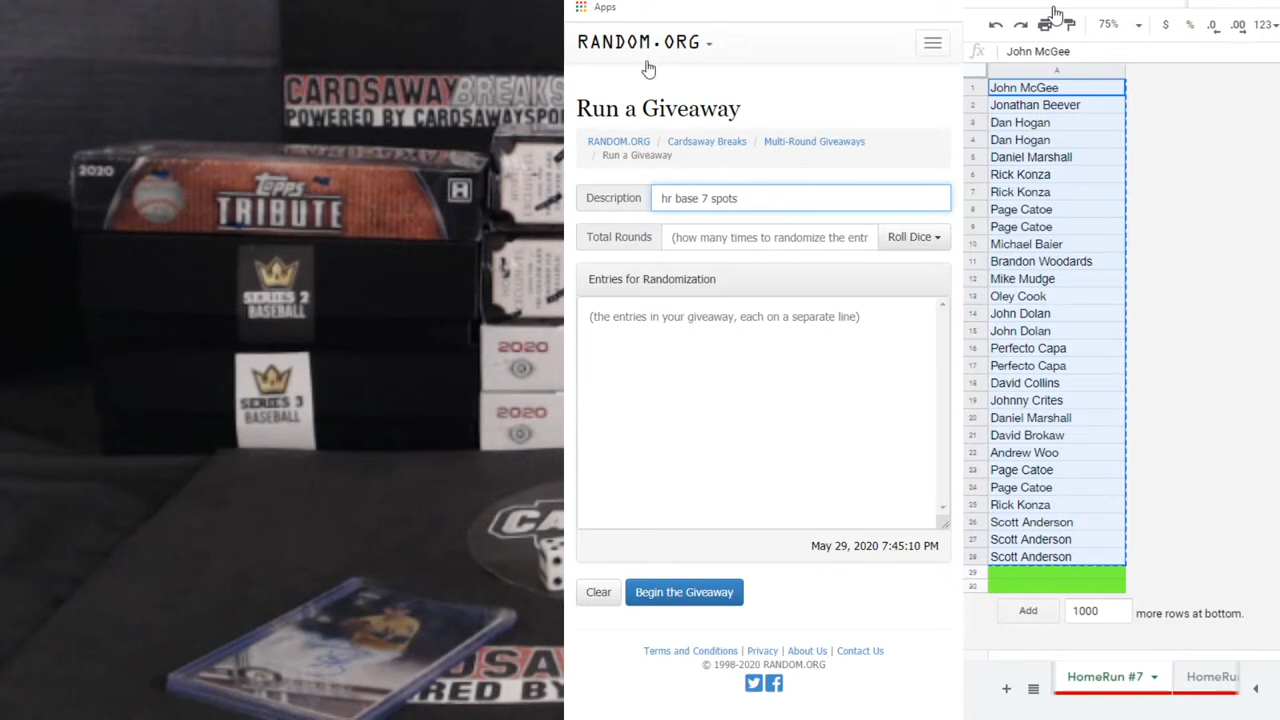 CARDSAWAYBREAKS
POWERED BY CARDSAWAYSPO
2020
Topps
TRIBUTE
H
SERIES 2
BASEBALL
SERIES 3
BASEBALL
2020
2020
Apps
RANDOM.ORG
Run a Giveaway
RANDOM.ORG / Cardsaway Breaks / Multi-Round Giveaways
/ Run a Giveaway
Description hr base 7 spots
Total Rounds (how many times to randomize the entr Roll Dice
Entries for Randomization
(the entries in your giveaway, each on a separate line)
May 29, 2020 7:45:10 PM
Clear Begin the Giveaway
Terms and Conditions | Privacy | About Us | Contact Us
© 1998-2020 RANDOM.ORG
75% $ % .0 .00 123
fx John McGee
A
1 John McGee
2 Jonathan Beever
3 Dan Hogan
4 Dan Hogan
5 Daniel Marshall
6 Rick Konza
7 Rick Konza
8 Page Catoe
9 Page Catoe
10 Michael Baier
11 Brandon Woodards
12 Mike Mudge
13 Oley Cook
14 John Dolan
15 John Dolan
16 Perfecto Capa
17 Perfecto Capa
18 David Collins
19 Johnny Crites
20 Daniel Marshall
21 David Brokaw
22 Andrew Woo
23 Page Catoe
24 Page Catoe
25 Rick Konza
26 Scott Anderson
27 Scott Anderson
28 Scott Anderson
29
30
Add 1000 more rows at bottom.
HomeRun #7 HomeRu